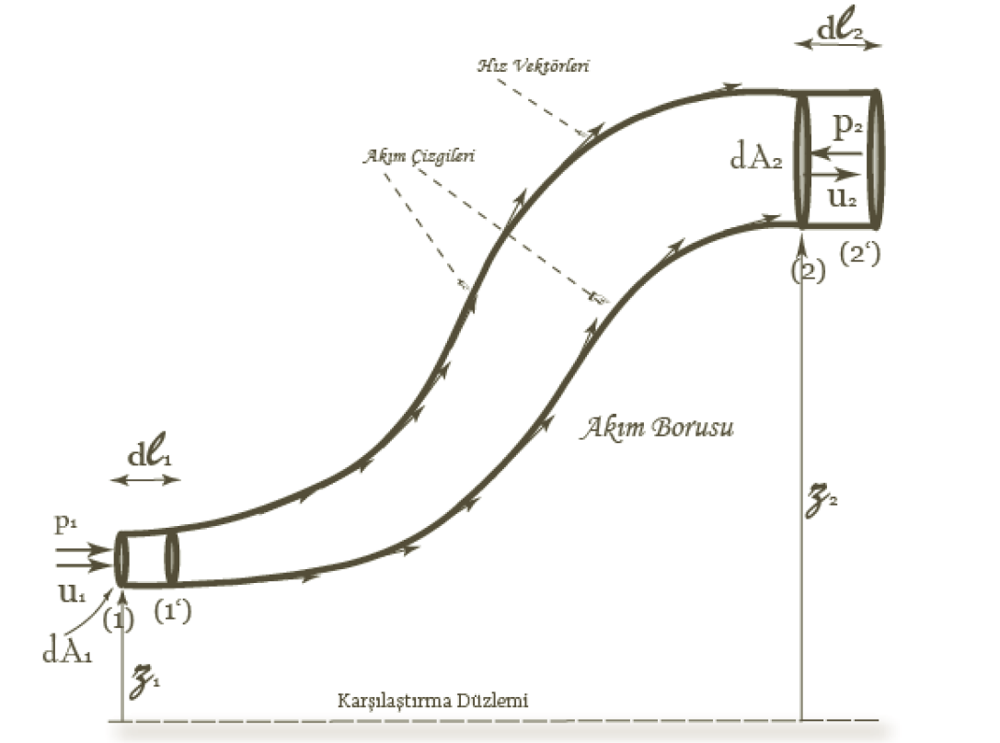 dℓ₂
Hız Vektörleri
p₂
Akım Çizgileri
dA₂
u₂
(2) (2‘)
Akım Borusu
dℓ₁
z₂
p₁
u₁
(1) (1‘)
dA₁
z₁
Karşılaştırma Düzlemi